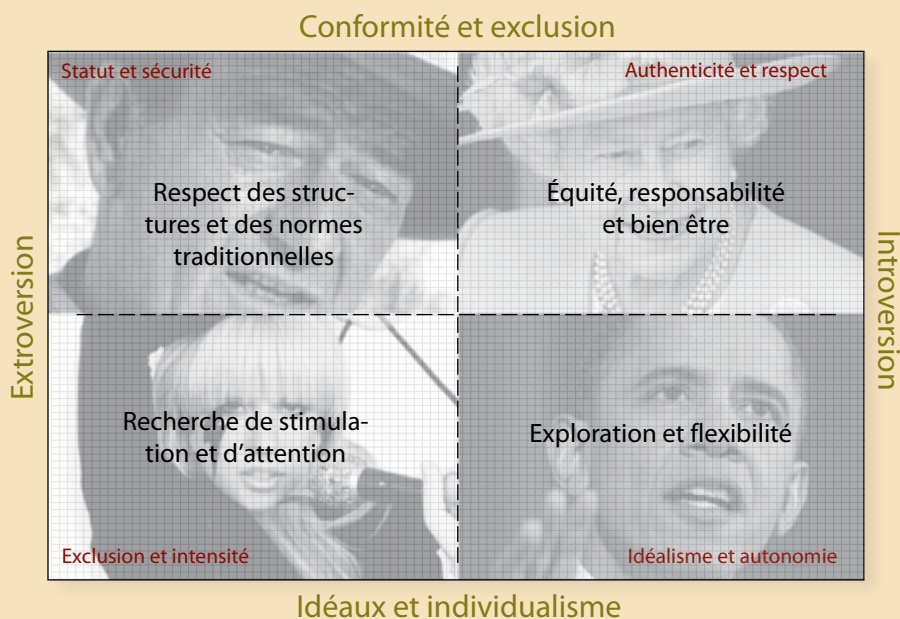 Conformité et exclusion
Statut et sécurité
Authenticité et respect
Respect des struc-
tures et des normes
traditionnelles
Équité, responsabilité
et bien être
Extroversion
Introversion
Recherche de stimula-
tion et d’attention
Exploration et flexibilité
Exclusion et intensité
Idéalisme et autonomie
Idéaux et individualisme